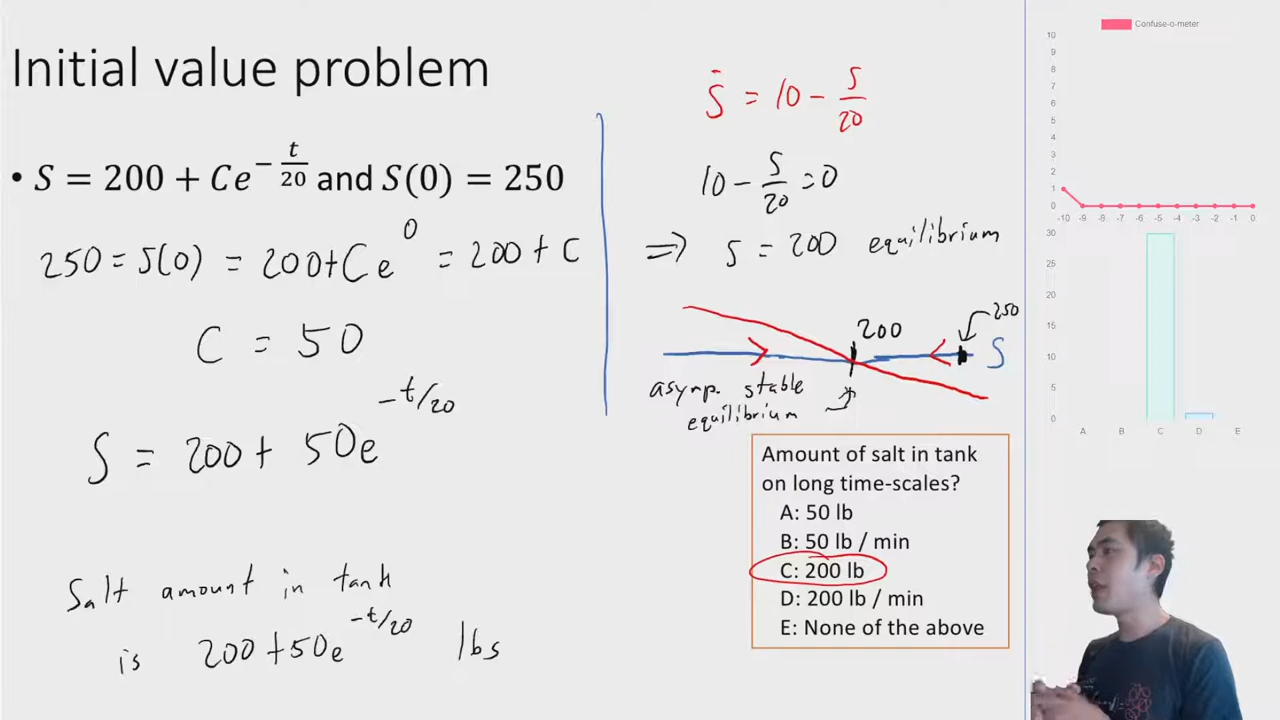 Initial value problem
• S = 200 + Ce^{-t/20} and S(0) = 250
250 = S(0) = 200+Ce^0 = 200 + C
C = 50
S = 200 + 50e^{-t/20}
Salt amount in tank
is 200+50e^{-t/20} lbs
Ṡ = 10 - S/20
10 - S/20 = 0
⇒ S = 200 equilibrium
200
250
S
asymp. stable
equilibrium
Amount of salt in tank
on long time-scales?
A: 50 lb
B: 50 lb / min
C: 200 lb
D: 200 lb / min
E: None of the above
Confuse-o-meter
10
9
8
7
6
5
4
3
2
1
0
-10 -9 -8 -7 -6 -5 -4 -3 -2 -1 0
30
25
20
15
10
5
0
A B C D E